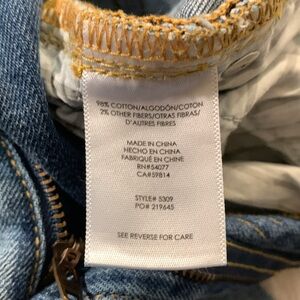 98% COTTON/ALGODÓN/COTON
2% OTHER FIBERS/OTRAS FIBRAS/
D'AUTRES FIBRES
MADE IN CHINA
HECHO EN CHINA
FABRIQUÉ EN CHINE
RN#54077
CA#59814
STYLE# 5309
PO# 219645
SEE REVERSE FOR CARE